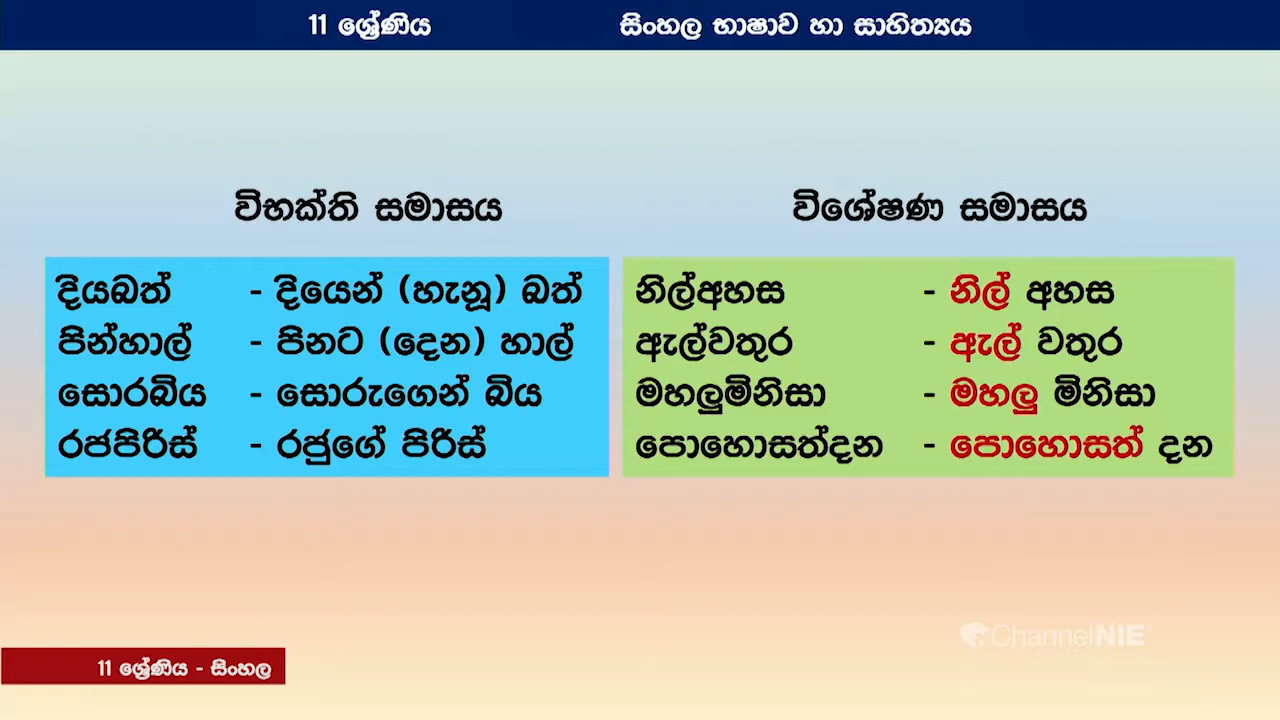 11 ශ්‍රේණිය සිංහල භාෂාව හා සාහිත්‍යය
විභක්ති සමාසය
දියබත් - දියෙන් (හැනූ) බත්
පින්හාල් - පිනට (දෙන) හාල්
සොරබිය - සොරුගෙන් බිය
රජපිරිස් - රජුගේ පිරිස්
විශේෂණ සමාසය
නිල්අහස - නිල් අහස
ඇල්වතුර - ඇල් වතුර
මහලුමිනිසා - මහලු මිනිසා
පොහොසත්දන - පොහොසත් දන
ChannelNIE
11 ශ්‍රේණිය - සිංහල